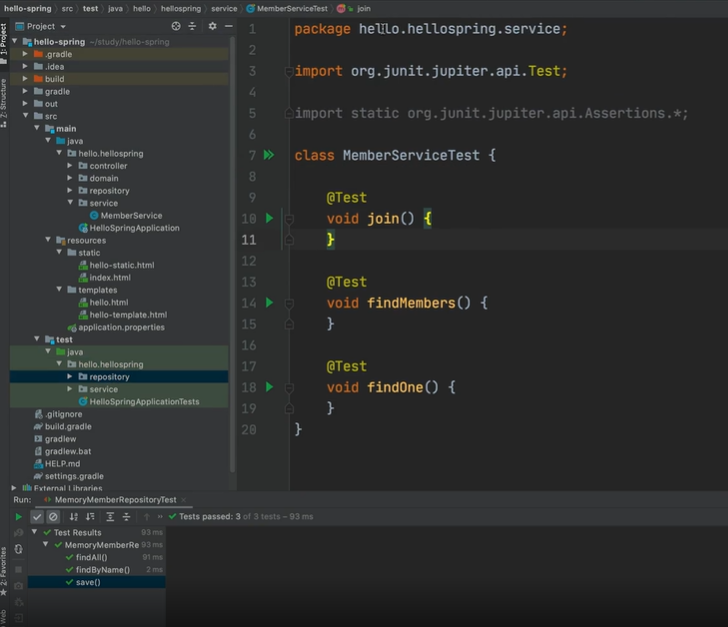 hello-spring › src › test › java › hello › hellospring › service › MemberServiceTest › join
Project
hello-spring ~/study/hello-spring
.gradle
.idea
build
gradle
out
src
main
java
hello.hellospring
controller
domain
repository
service
MemberService
HelloSpringApplication
resources
static
hello-static.html
index.html
templates
hello.html
hello-template.html
application.properties
test
java
hello.hellospring
repository
service
HelloSpringApplicationTests
.gitignore
build.gradle
gradlew
gradlew.bat
HELP.md
settings.gradle
External Libraries
1: Project
7: Structure
2: Favorites
Web
1 package hello.hellospring.service;
2
3 import org.junit.jupiter.api.Test;
4
5 import static org.junit.jupiter.api.Assertions.*;
6
7 class MemberServiceTest {
8
9 @Test
10 void join() {
11 }
12
13 @Test
14 void findMembers() {
15 }
16
17 @Test
18 void findOne() {
19 }
20 }
Run: MemoryMemberRepositoryTest ×
Tests passed: 3 of 3 tests – 93 ms
Test Results 93 ms
MemoryMemberRe 93 ms
findAll() 91 ms
findByName() 2 ms
save()